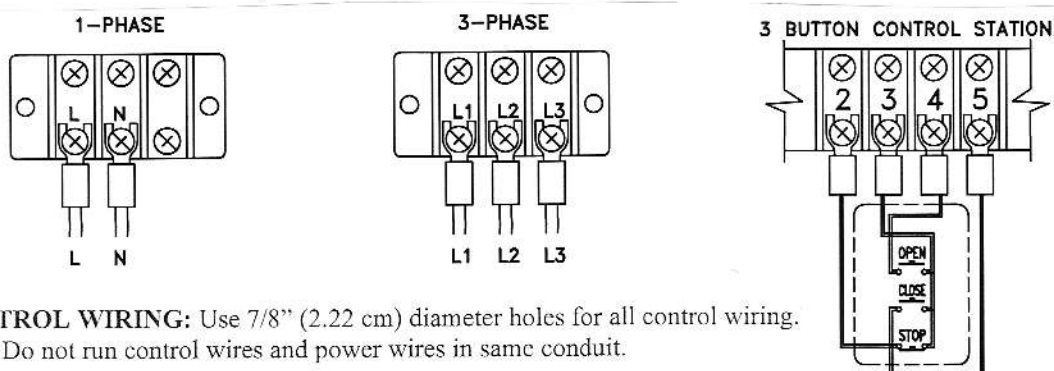 1-PHASE
L N
L N
3-PHASE
L1 L2 L3
L1 L2 L3
3 BUTTON CONTROL STATION
2 3 4 5
OPEN
CLOSE
STOP
TROL WIRING: Use 7/8” (2.22 cm) diameter holes for all control wiring.
Do not run control wires and power wires in same conduit.